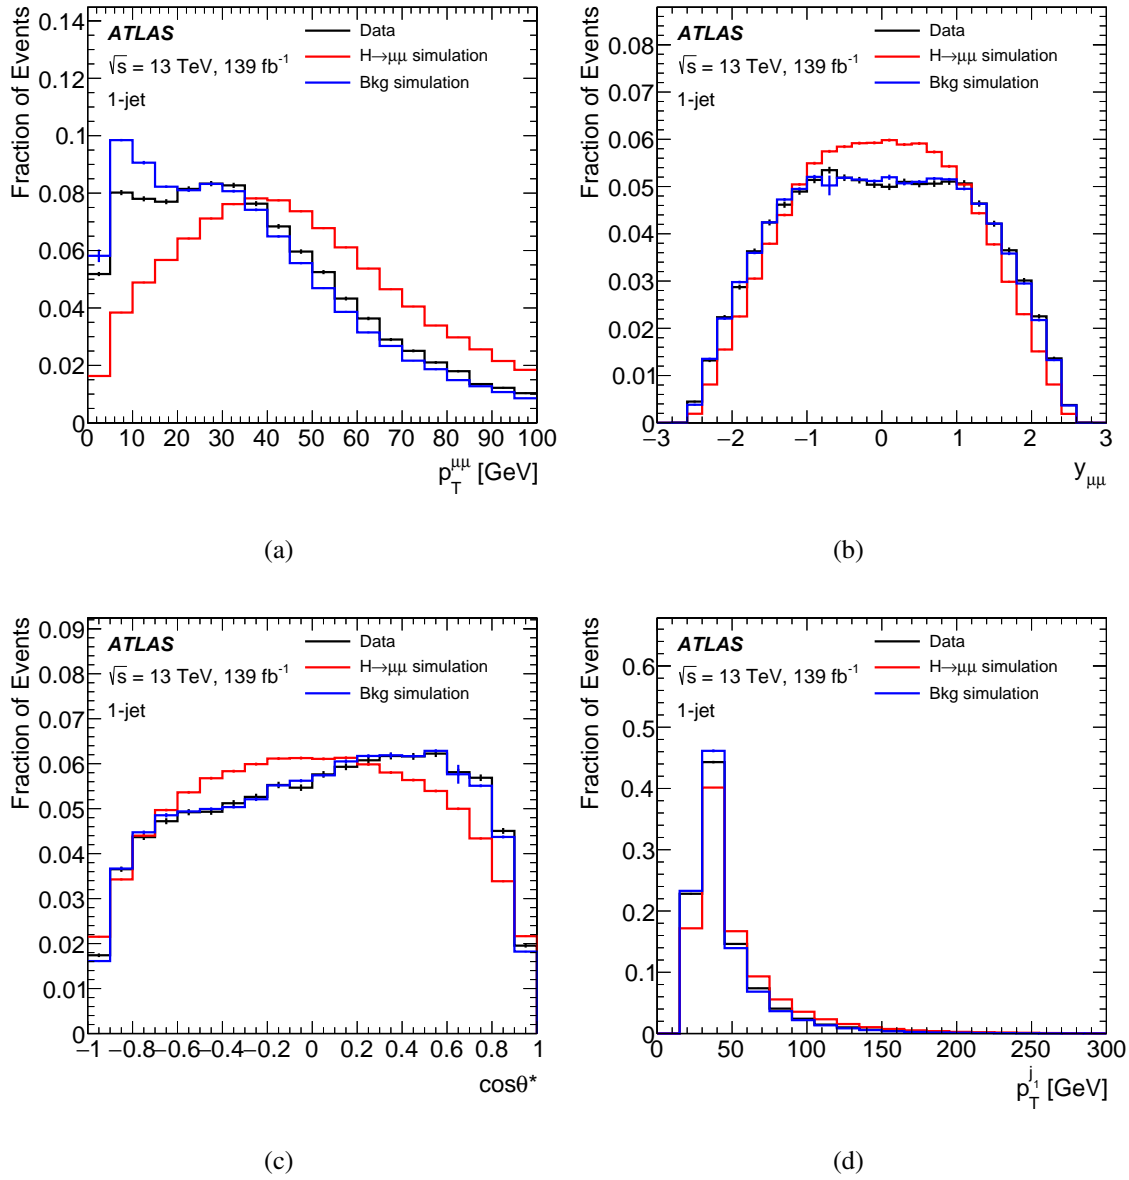 Fraction of Events
0.14
0.12
0.1
0.08
0.06
0.04
0.02
0
ATLAS
√s = 13 TeV, 139 fb⁻¹
1-jet
Data
H→μμ simulation
Bkg simulation
0 10 20 30 40 50 60 70 80 90 100
p_T^μμ [GeV]
(a)
Fraction of Events
0.08
0.07
0.06
0.05
0.04
0.03
0.02
0.01
0
ATLAS
√s = 13 TeV, 139 fb⁻¹
1-jet
Data
H→μμ simulation
Bkg simulation
−3 −2 −1 0 1 2 3
y_μμ
(b)
Fraction of Events
0.09
0.08
0.07
0.06
0.05
0.04
0.03
0.02
0.01
0
ATLAS
√s = 13 TeV, 139 fb⁻¹
1-jet
Data
H→μμ simulation
Bkg simulation
−1 −0.8 −0.6 −0.4 −0.2 0 0.2 0.4 0.6 0.8 1
cosθ*
(c)
Fraction of Events
0.6
0.5
0.4
0.3
0.2
0.1
0
ATLAS
√s = 13 TeV, 139 fb⁻¹
1-jet
Data
H→μμ simulation
Bkg simulation
0 50 100 150 200 250 300
p_T^j₁ [GeV]
(d)